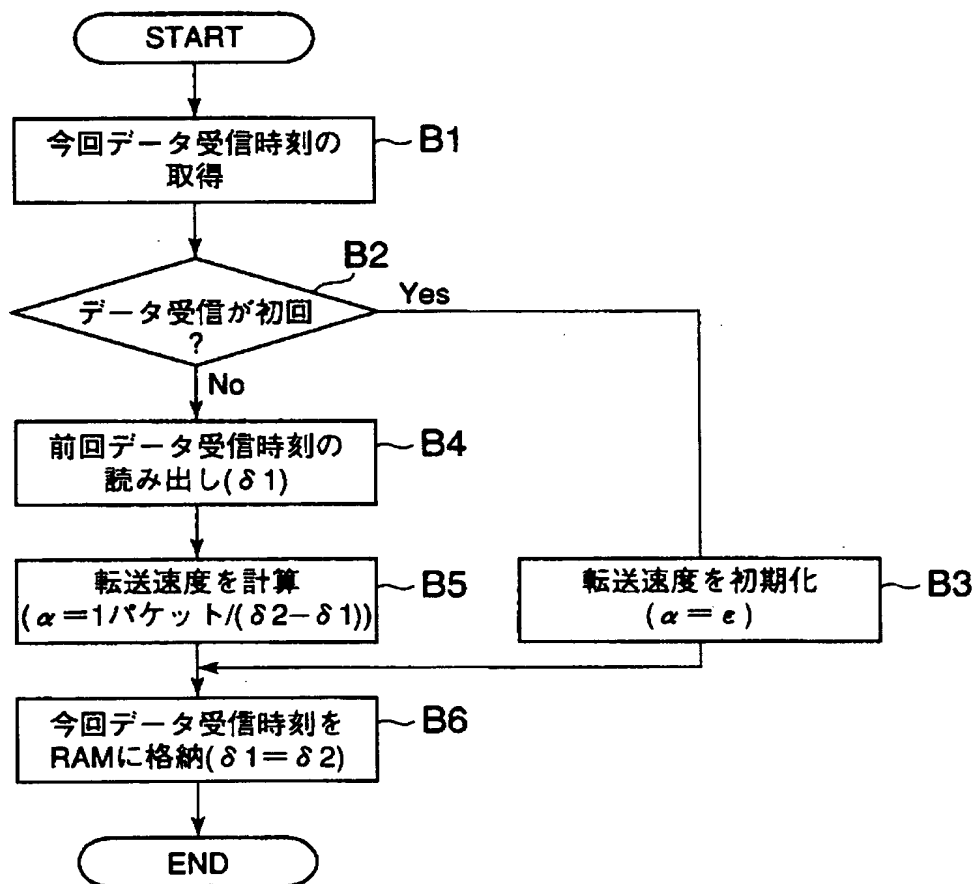 START
今回データ受信時刻の
取得
B1
B2
データ受信が初回
?
Yes
No
前回データ受信時刻の
読み出し(δ1)
B4
転送速度を計算
(α=1パケット/(δ2-δ1))
B5
転送速度を初期化
(α=ε)
B3
今回データ受信時刻を
RAMに格納(δ1=δ2)
B6
END